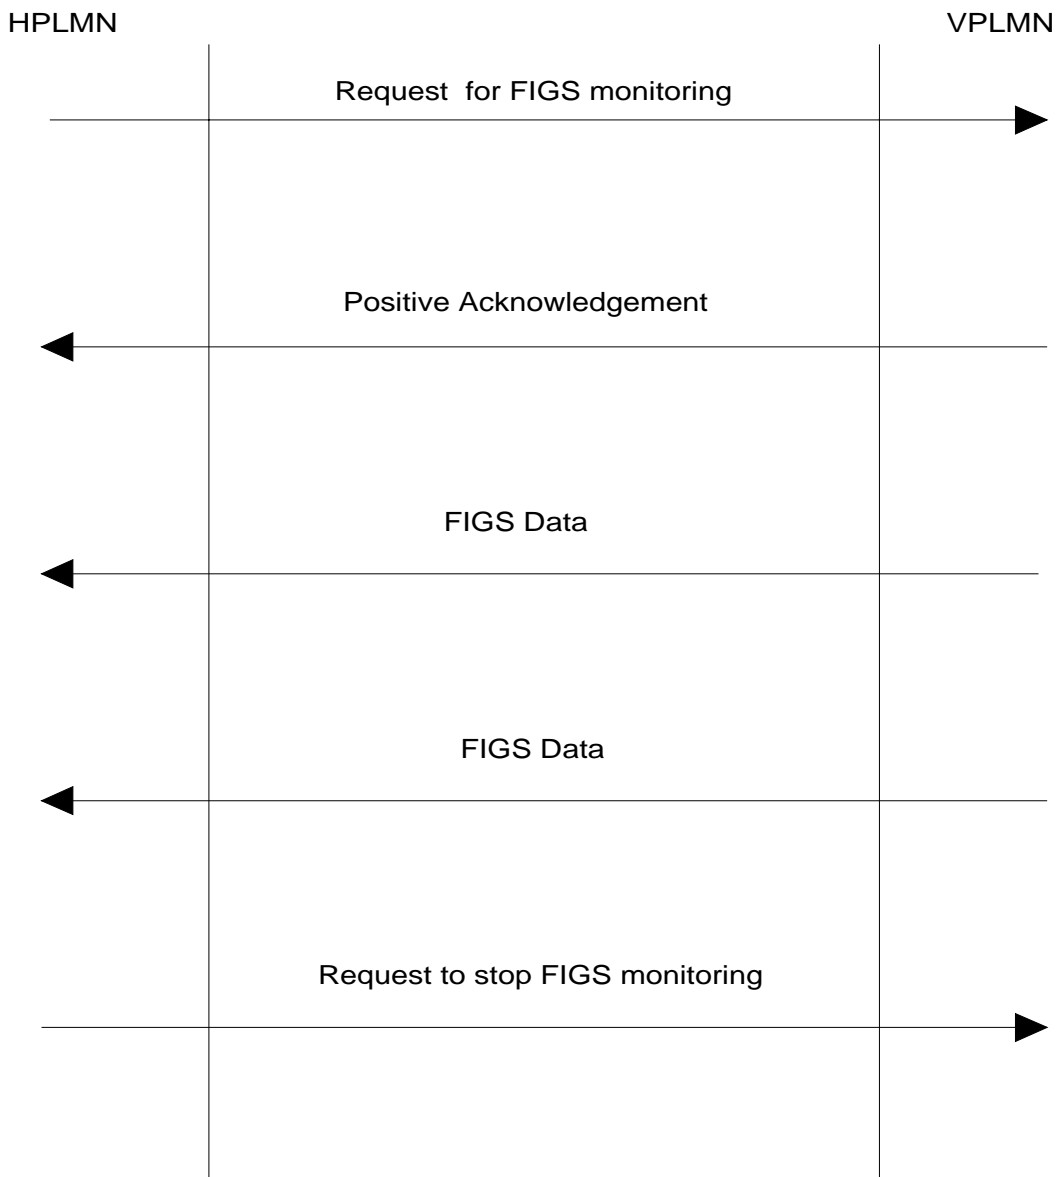 HPLMN VPLMN
Request for FIGS monitoring
Positive Acknowledgement
FIGS Data
FIGS Data
Request to stop FIGS monitoring